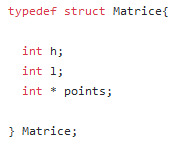 typedef struct Matrice{
int h;
int l;
int * points;
} Matrice;